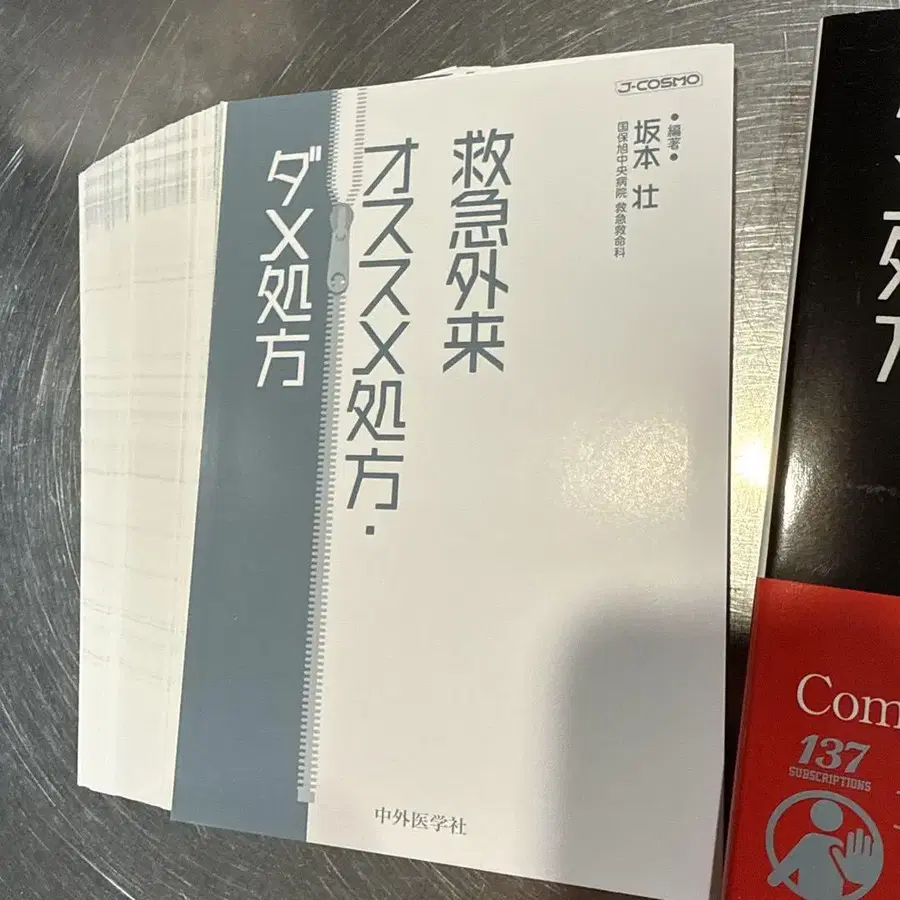 J-COSMO
●編著●
坂本 壮
国保旭中央病院 救急救命科
救急外来
オススメ処方・
ダメ処方
中外医学社
処方
Com
137
SUBSCRIPTIONS